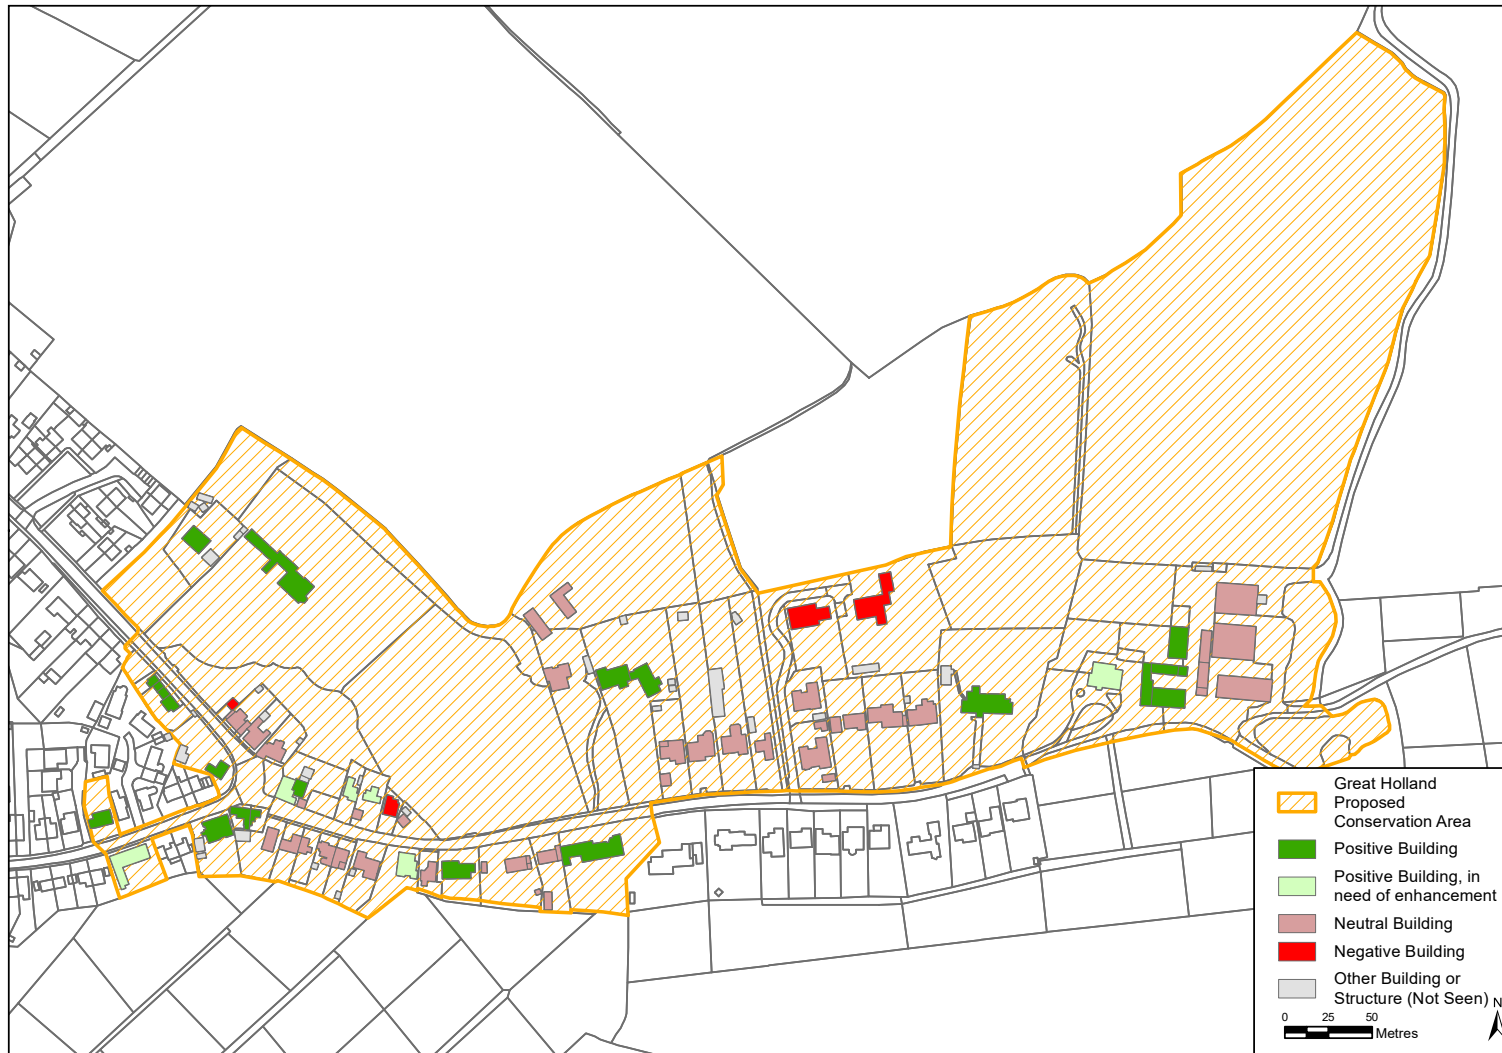 Great Holland
Proposed
Conservation Area
Positive Building
Positive Building, in
need of enhancement
Neutral Building
Negative Building
Other Building or
Structure (Not Seen)
N
0 25 50
Metres